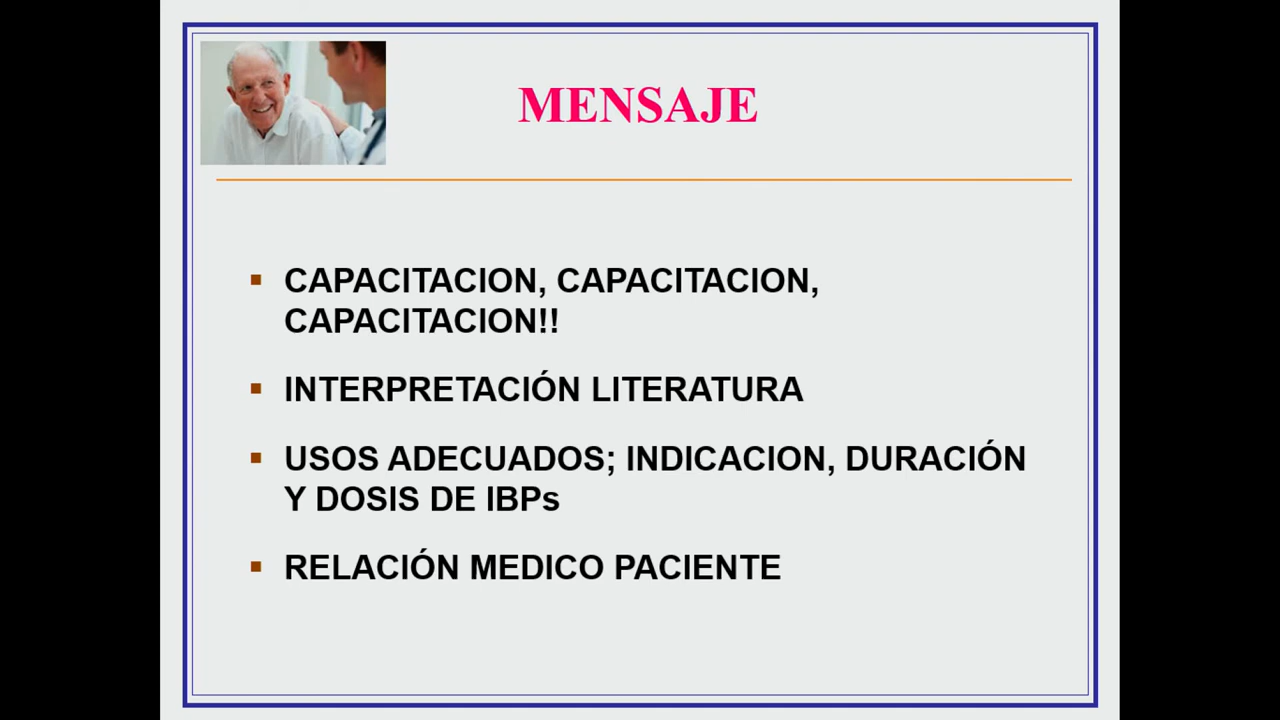 MENSAJE
CAPACITACION, CAPACITACION,
CAPACITACION!!
INTERPRETACIÓN LITERATURA
USOS ADECUADOS; INDICACION, DURACIÓN
Y DOSIS DE IBPs
RELACIÓN MEDICO PACIENTE